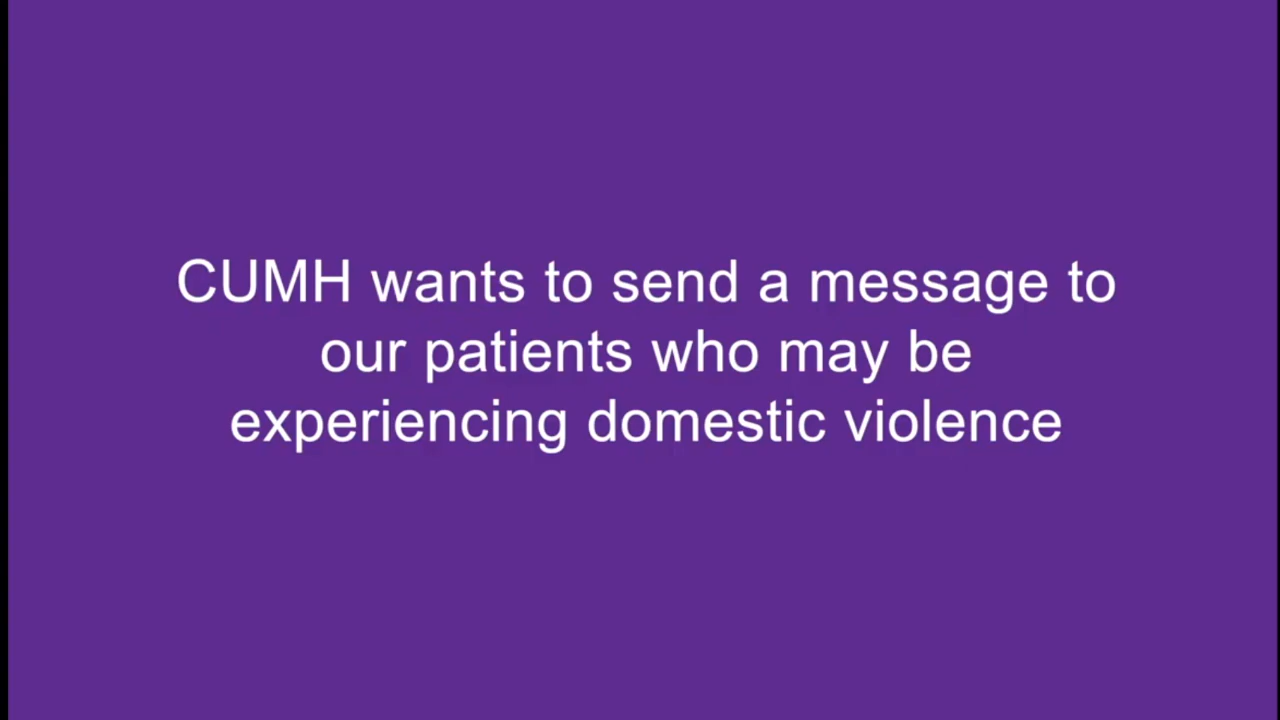 CUMH wants to send a message to
our patients who may be
experiencing domestic violence